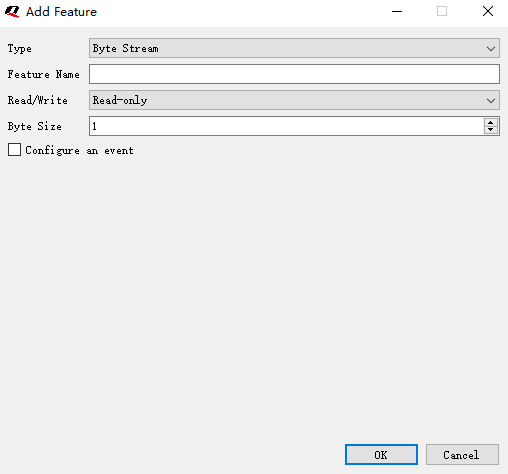 Add Feature
Type Byte Stream
Feature Name
Read/Write Read-only
Byte Size 1
Configure an event
OK Cancel